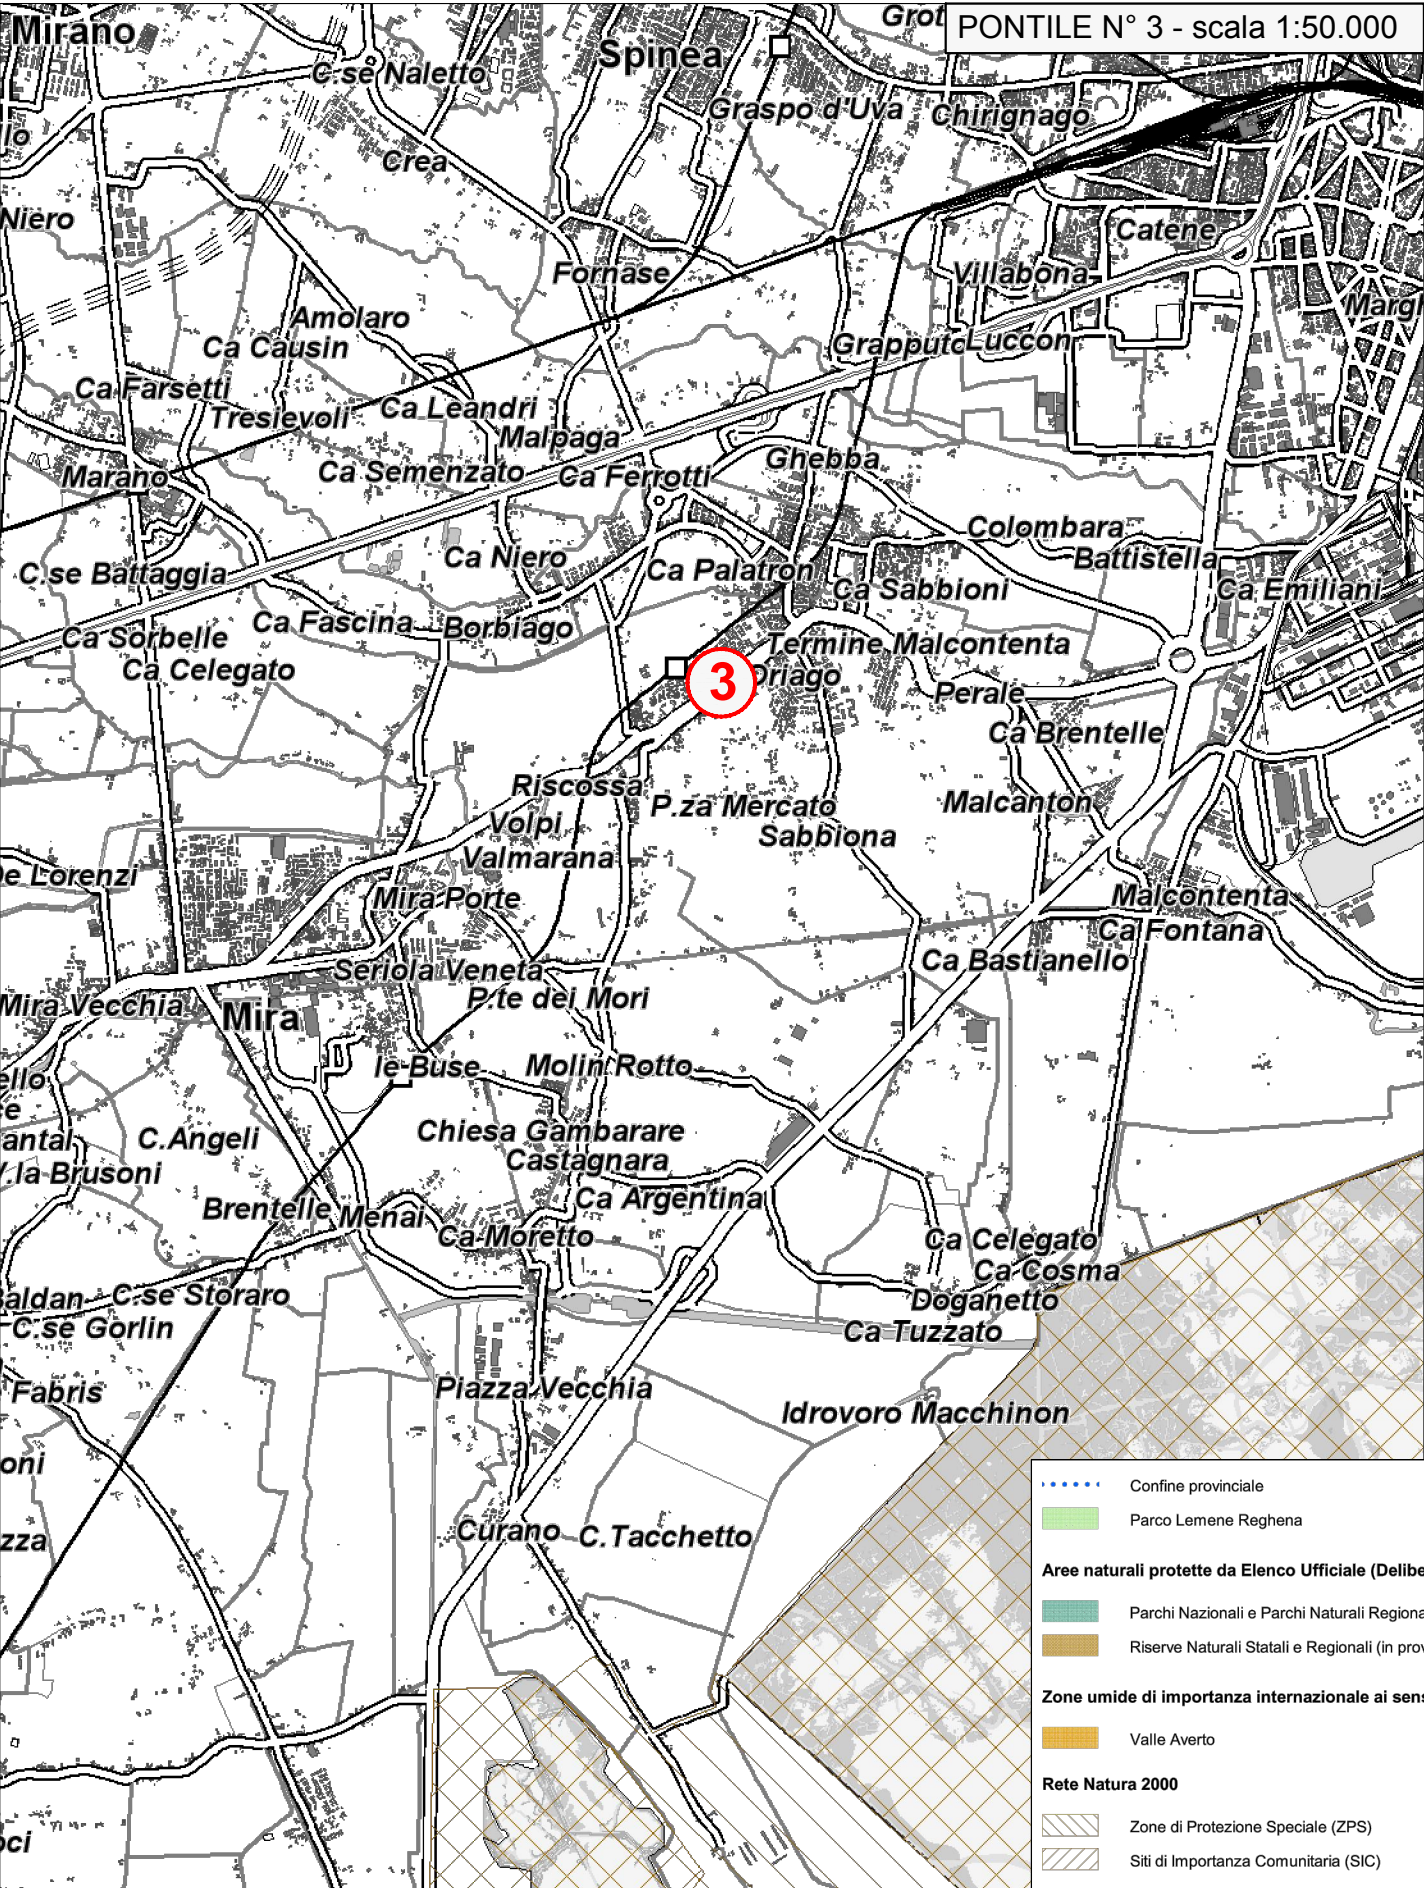 PONTILE N° 3 - scala 1:50.000
Mirano
Spinea
C.se Naletto
Graspo d'Uva
Chirignago
Crea
Niero
Catene
Fornase
Villabona
Amolaro
Ca Causin
Grapputo
Luccon
Ca Farsetti
Tresievoli
Ca Leandri
Malpaga
Marano
Ca Semenzato
Ca Ferrotti
Ghebba
Colombara
Battistella
C.se Battaggia
Ca Niero
Ca Palatron
Ca Sabbioni
Ca Emiliani
Ca Sorbelle
Ca Fascina
Borbiago
Termine
Malcontenta
Ca Celegato
3
Oriago
Perale
Ca Brentelle
Riscossa
P.za Mercato
Malcanton
Volpi
Sabbiona
Valmarana
De Lorenzi
Mira Porte
Malcontenta
Ca Fontana
Seriola Veneta
Ca Bastianello
Mira Vecchia
P.te dei Mori
Mira
le Buse
Molin Rotto
C.Angeli
Chiesa Gambarare
V.la Brusoni
Castagnara
Brentelle
Menai
Ca Argentina
Ca Moretto
Ca Celegato
Ca Cosma
C.se Storaro
Doganetto
C.se Gorlin
Ca Tuzzato
Fabris
Piazza Vecchia
Idrovoro Macchinon
Curano
C.Tacchetto
Confine provinciale
Parco Lemene Reghena
Aree naturali protette da Elenco Ufficiale (Delibe
Parchi Nazionali e Parchi Naturali Regiona
Riserve Naturali Statali e Regionali (in prov
Zone umide di importanza internazionale ai sens
Valle Averto
Rete Natura 2000
Zone di Protezione Speciale (ZPS)
Siti di Importanza Comunitaria (SIC)